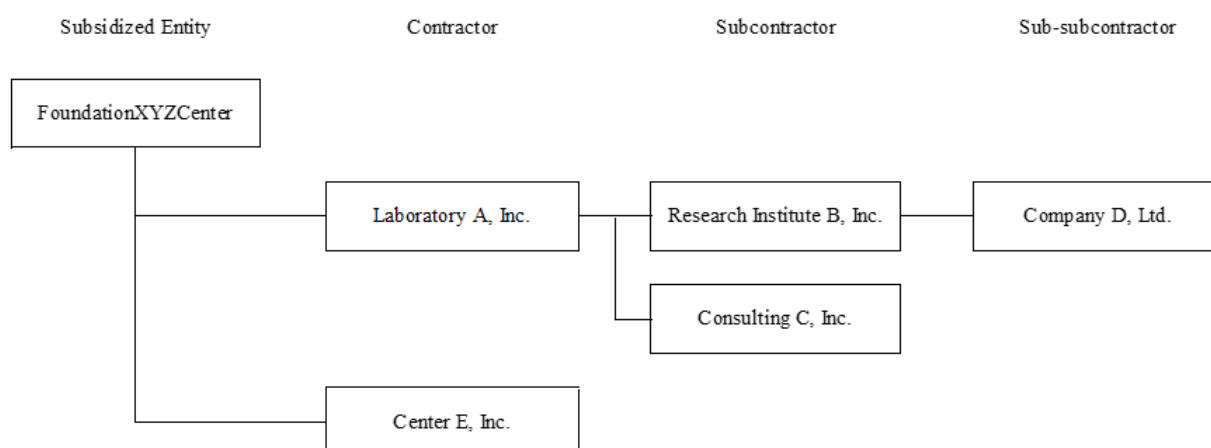 Subsidized Entity
Contractor
Subcontractor
Sub-subcontractor
FoundationXYZCenter
Laboratory A, Inc.
Research Institute B, Inc.
Company D, Ltd.
Consulting C, Inc.
Center E, Inc.